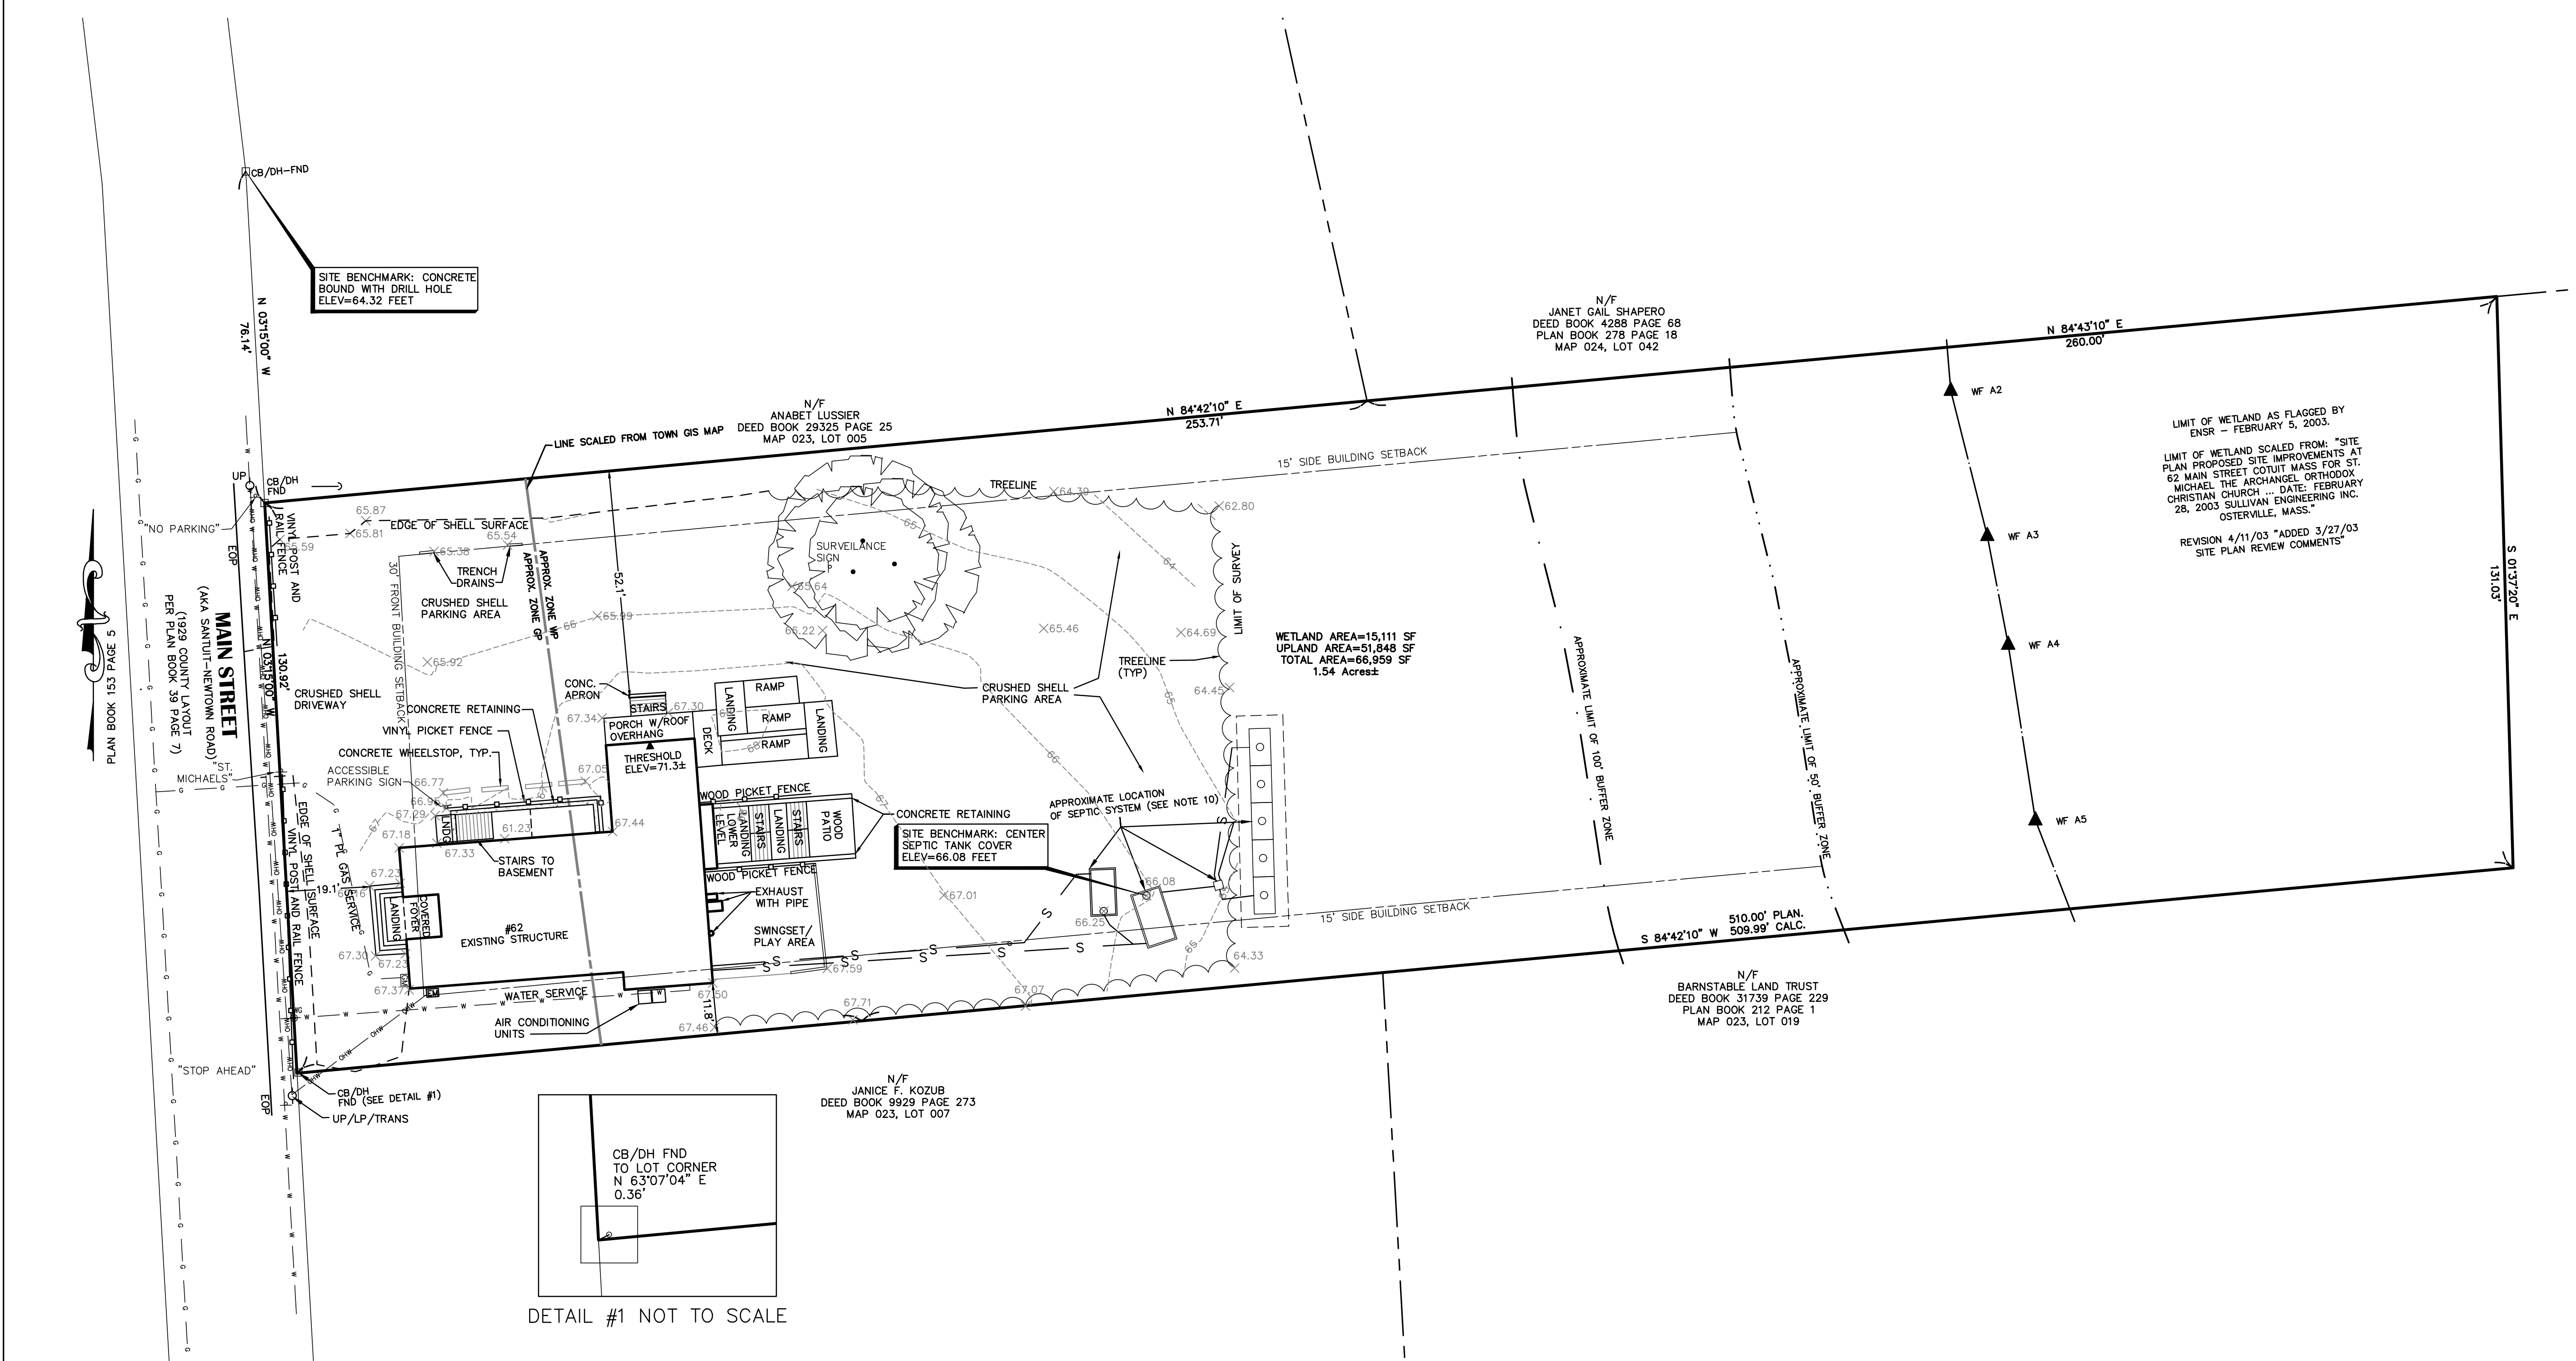 CB/DH-FND
SITE BENCHMARK: CONCRETE
BOUND WITH DRILL HOLE
ELEV=64.32 FEET
N 03°15'00" W
76.14'
N/F
JANET GAIL SHAPERO
DEED BOOK 4288 PAGE 68
PLAN BOOK 278 PAGE 18
MAP 024, LOT 042
N 84°43'10" E
260.00'
WF A2
WF A3
WF A4
WF A5
LIMIT OF WETLAND AS FLAGGED BY
ENSR - FEBRUARY 5, 2003.
LIMIT OF WETLAND SCALED FROM: "SITE
PLAN PROPOSED SITE IMPROVEMENTS AT
62 MAIN STREET COTUIT MASS FOR ST.
MICHAEL THE ARCHANGEL ORTHODOX
CHRISTIAN CHURCH ... DATE: FEBRUARY
28, 2003 SULLIVAN ENGINEERING INC.
OSTERVILLE, MASS."
REVISION 4/11/03 "ADDED 3/27/03
SITE PLAN REVIEW COMMENTS"
S 01°37'20" E
131.03'
N/F
ANABET LUSSIER
DEED BOOK 29325 PAGE 25
MAP 023, LOT 005
LINE SCALED FROM TOWN GIS MAP
N 84°42'10" E
253.71'
15' SIDE BUILDING SETBACK
TREELINE
64.39
62.80
UP
CB/DH
FND
"NO PARKING"
EOP
VINYL POST AND
RAIL FENCE
65.59
65.87
65.81
EDGE OF SHELL SURFACE
65.38
65.54
TRENCH
DRAINS
CRUSHED SHELL
PARKING AREA
30' FRONT BUILDING SETBACK
APPROX. ZONE WP
APPROX. ZONE GP
52.1'
SURVEILANCE
SIGN
65.64
66.22
65.99
66
65
64
65.46
64.69
LIMIT OF SURVEY
PLAN BOOK 153 PAGE 5
MAIN STREET
(AKA SANTUIT-NEWTOWN ROAD)
(1929 COUNTY LAYOUT
PER PLAN BOOK 39 PAGE 7)
N 03°15'00" W
130.92'
65.92
CRUSHED SHELL
DRIVEWAY
WETLAND AREA=15,111 SF
UPLAND AREA=51,848 SF
TOTAL AREA=66,959 SF
1.54 Acres±
TREELINE
(TYP)
64.45
65
CRUSHED SHELL
PARKING AREA
APPROXIMATE LIMIT OF 100' BUFFER ZONE
APPROXIMATE LIMIT OF 50' BUFFER ZONE
CONC.
APRON
STAIRS
67.34
67.30
PORCH W/ROOF
OVERHANG
DECK
LANDING
RAMP
RAMP
RAMP
LANDING
68
THRESHOLD
ELEV=71.3±
CONCRETE RETAINING
VINYL PICKET FENCE
CONCRETE WHEELSTOP, TYP.
ACCESSIBLE
PARKING SIGN
66.77
67.05
67.29
67.18
67
LNDG
61.23
67.44
67.33
STAIRS TO
BASEMENT
"ST.
MICHAELS"
WOOD PICKET FENCE
LOWER
LEVEL
LANDING
STAIRS
LANDING
STAIRS
WOOD
PATIO
WOOD PICKET FENCE
CONCRETE RETAINING
SITE BENCHMARK: CENTER
SEPTIC TANK COVER
ELEV=66.08 FEET
APPROXIMATE LOCATION
OF SEPTIC SYSTEM (SEE NOTE 10)
66
67
EDGE OF SHELL SURFACE
VINYL POST AND RAIL FENCE
1" PL GAS SERVICE
19.1'
67.23
LANDING
COVERED
FOYER
#62
EXISTING STRUCTURE
EXHAUST
WITH PIPE
SWINGSET/
PLAY AREA
67.01
66.25
66.08
65
64.33
67.30
67.23
GM
67.37
EM
WATER SERVICE
67.59
67.50
67.71
67.07
67.46
11.8'
AIR CONDITIONING
UNITS
15' SIDE BUILDING SETBACK
510.00' PLAN.
S 84°42'10" W 509.99' CALC.
N/F
BARNSTABLE LAND TRUST
DEED BOOK 31739 PAGE 229
PLAN BOOK 212 PAGE 1
MAP 023, LOT 019
"STOP AHEAD"
EOP
CB/DH
FND (SEE DETAIL #1)
UP/LP/TRANS
N/F
JANICE F. KOZUB
DEED BOOK 9929 PAGE 273
MAP 023, LOT 007
CB/DH FND
TO LOT CORNER
N 63°07'04" E
0.36'
DETAIL #1 NOT TO SCALE